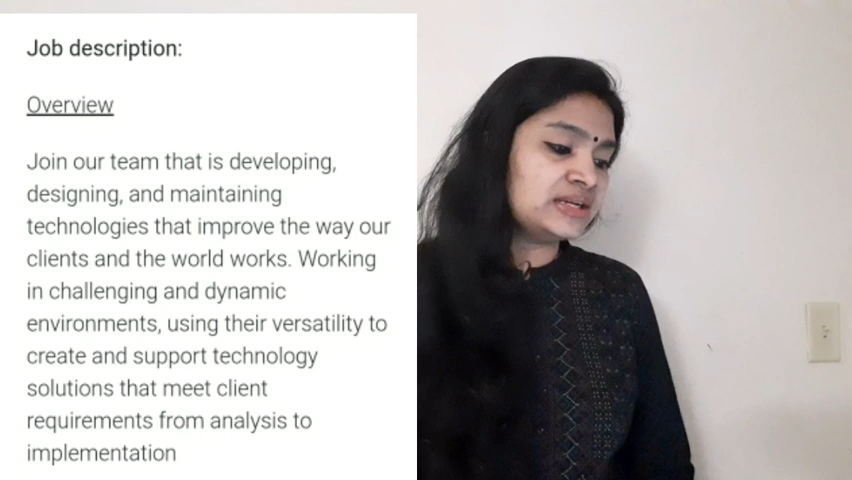 Job description:
Overview
Join our team that is developing,
designing, and maintaining
technologies that improve the way our
clients and the world works. Working
in challenging and dynamic
environments, using their versatility to
create and support technology
solutions that meet client
requirements from analysis to
implementation